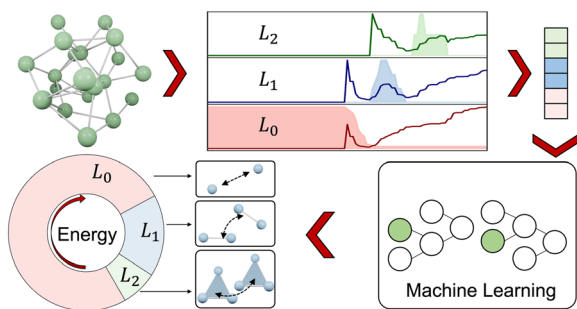 L₂
L₁
L₀
L₀
L₁
L₂
Energy
Machine Learning